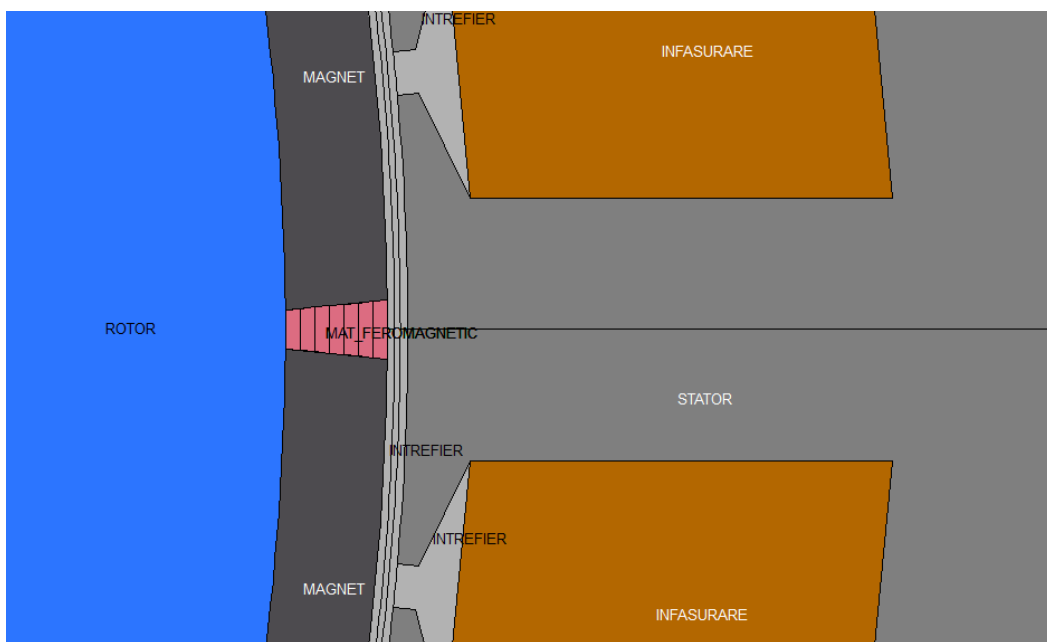 INTREFIER
INFASURARE
MAGNET
ROTOR
MAT_FEROMAGNETIC
STATOR
INTREFIER
INTREFIER
MAGNET
INFASURARE